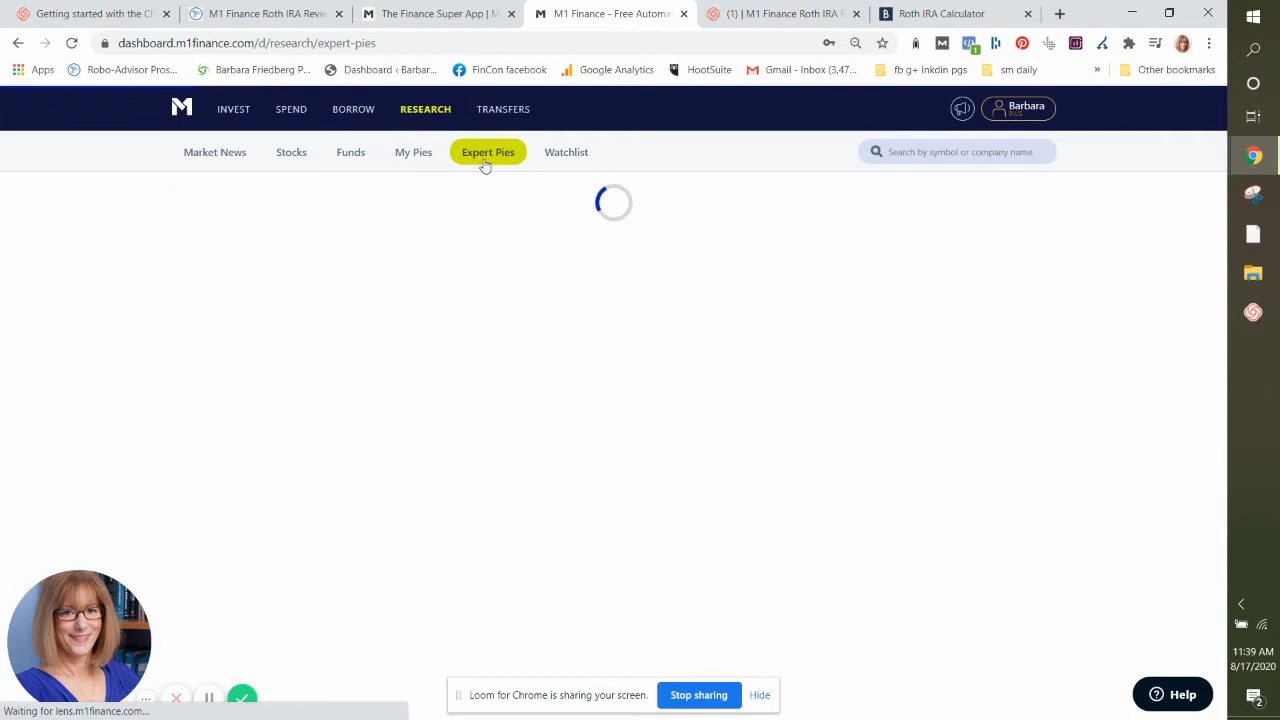 Getting started with the Ch
M1 Finance Roth IRA Revie
The Finance Super App | M
M1 Finance - Free Automa
(1) | M1 Finance Roth IRA R
Roth IRA Calculator
dashboard.m1finance.com/d/research/expert-pies
Apps
Robo-Advisor Pros...
Barbara Friedberg P...
Dashboard ‹ Barba...
FinCon facebook
Google Analytics
HootSuite
Gmail - Inbox (3,47...
fb g+ lnkdin pgs
sm daily
»
Other bookmarks
INVEST
SPEND
BORROW
RESEARCH
TRANSFERS
Barbara
PLUS
Market News
Stocks
Funds
My Pies
Expert Pies
Watchlist
Search by symbol or company name
11:39 AM
8/17/2020
2
Loom for Chrome is sharing your screen.
Stop sharing
Hide
Help
Waiting for lens.m1finance.com...